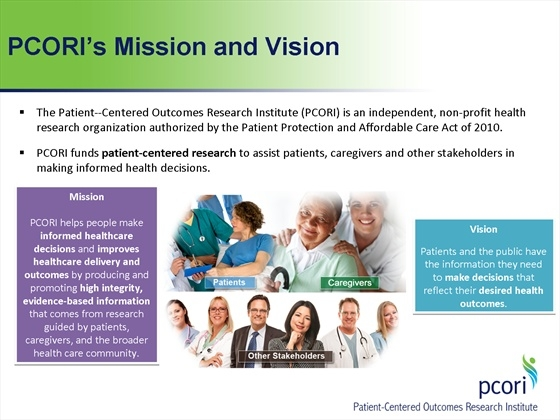 PCORI’s Mission and Vision
▪ The Patient--Centered Outcomes Research Institute (PCORI) is an independent, non-profit health
research organization authorized by the Patient Protection and Affordable Care Act of 2010.
▪ PCORI funds patient-centered research to assist patients, caregivers and other stakeholders in
making informed health decisions.
Mission
PCORI helps people make
informed healthcare
decisions and improves
healthcare delivery and
outcomes by producing and
promoting high integrity,
evidence-based information
that comes from research
guided by patients,
caregivers, and the broader
health care community.
Patients
Caregivers
Other Stakeholders
Vision
Patients and the public have
the information they need
to make decisions that
reflect their desired health
outcomes.
pcori
Patient-Centered Outcomes Research Institute